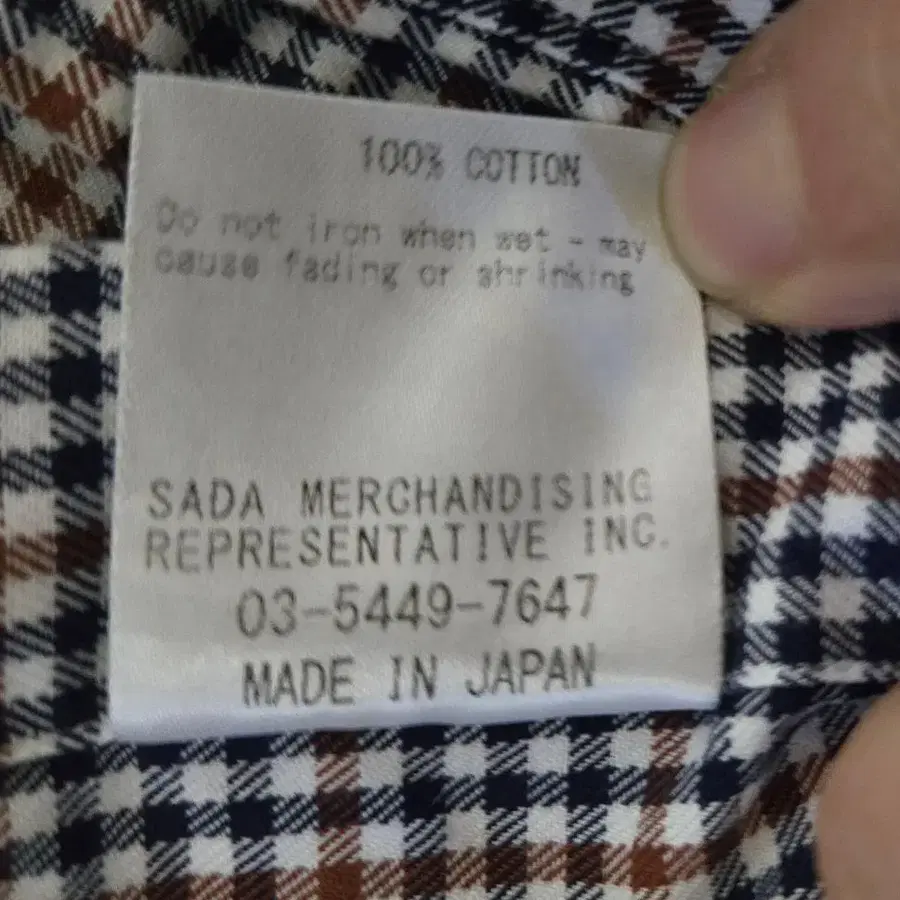 100% COTTON
Do not iron when wet - may
cause fading or shrinking
SADA MERCHANDISING
REPRESENTATIVE INC.
03-5449-7647
MADE IN JAPAN